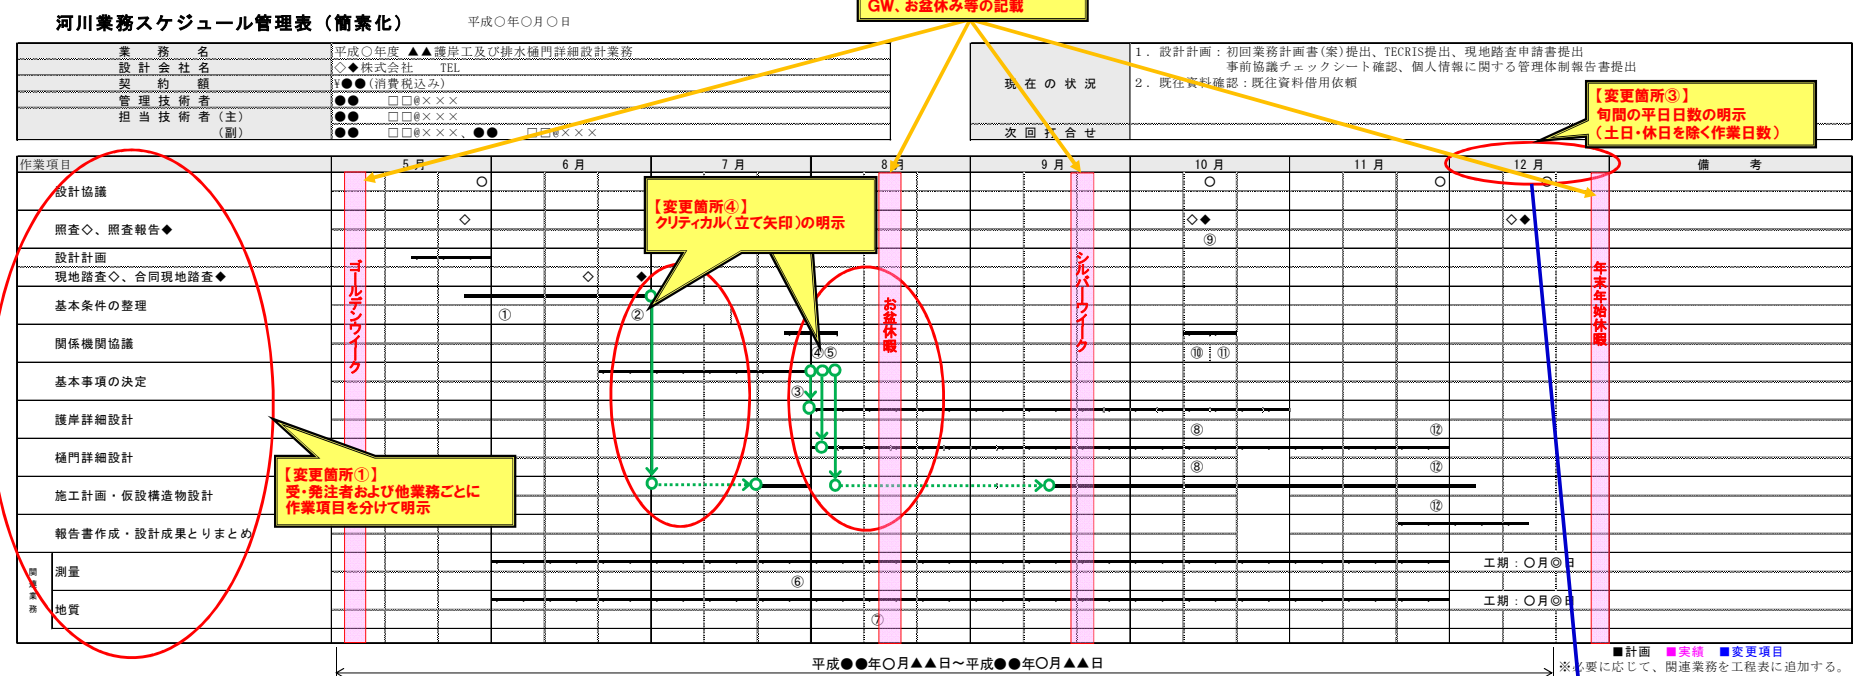 GW、お盆休み等の記載
河川業務スケジュール管理表（簡素化）
平成○年○月○日
業務名
平成○年度 ▲▲護岸工及び排水樋門詳細設計業務
設計会社名
◇◆株式会社 TEL
契約額
¥●●(消費税込み)
管理技術者
●● □□@×××
担当技術者(主)
●● □□@×××
(副)
●● □□@×××、●● □□@×××
現在の状況
1．設計計画：初回業務計画書(案)提出、TECRIS提出、現地踏査申請書提出
事前協議チェックシート確認、個人情報に関する管理体制報告書提出
2．既往資料確認：既往資料借用依頼
次回打合せ
【変更箇所③】
旬間の平日日数の明示
（土日・休日を除く作業日数）
作業項目 5月 6月 7月 8月 9月 10月 11月 12月 備考
設計協議
○ ○ ○ ○
照査◇、照査報告◆
◇ ◇◆ ◇◆
⑨
設計計画
現地踏査◇、合同現地踏査◆
◇ ◆
基本条件の整理
① ②
関係機関協議
④⑤ ⑩ ⑪
基本事項の決定
③
護岸詳細設計
⑧ ⑫
樋門詳細設計
⑧ ⑫
施工計画・仮設構造物設計
⑫
報告書作成・設計成果とりまとめ
関連業務
測量
工期：○月◎日
⑥
地質
工期：○月◎日
⑦
ゴールデンウイーク
お盆休暇
シルバーウイーク
年末年始休暇
【変更箇所④】
クリティカル（立て矢印）の明示
【変更箇所①】
受・発注者および他業務ごとに
作業項目を分けて明示
平成●●年○月▲▲日～平成●●年○月▲▲日
■計画 ■実績 ■変更項目
※必要に応じて、関連業務を工程表に追加する。